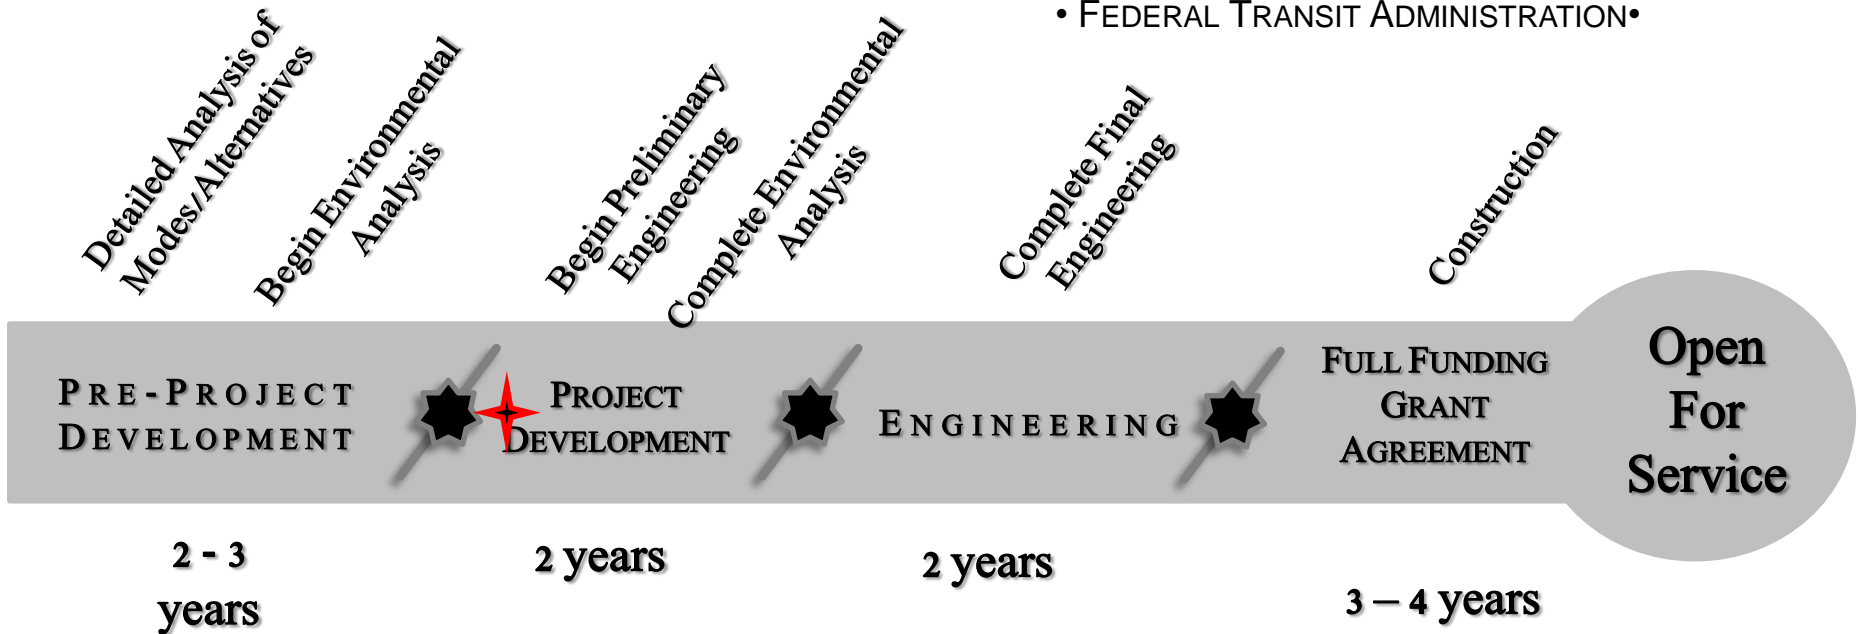 • FEDERAL TRANSIT ADMINISTRATION•
Detailed Analysis of
Modes/Alternatives
Begin Environmental
Analysis
Begin Preliminary
Engineering
Complete Environmental
Analysis
Complete Final
Engineering
Construction
PRE-PROJECT
DEVELOPMENT
PROJECT
DEVELOPMENT
ENGINEERING
FULL FUNDING
GRANT
AGREEMENT
Open
For
Service
2 - 3
years
2 years
2 years
3 – 4 years